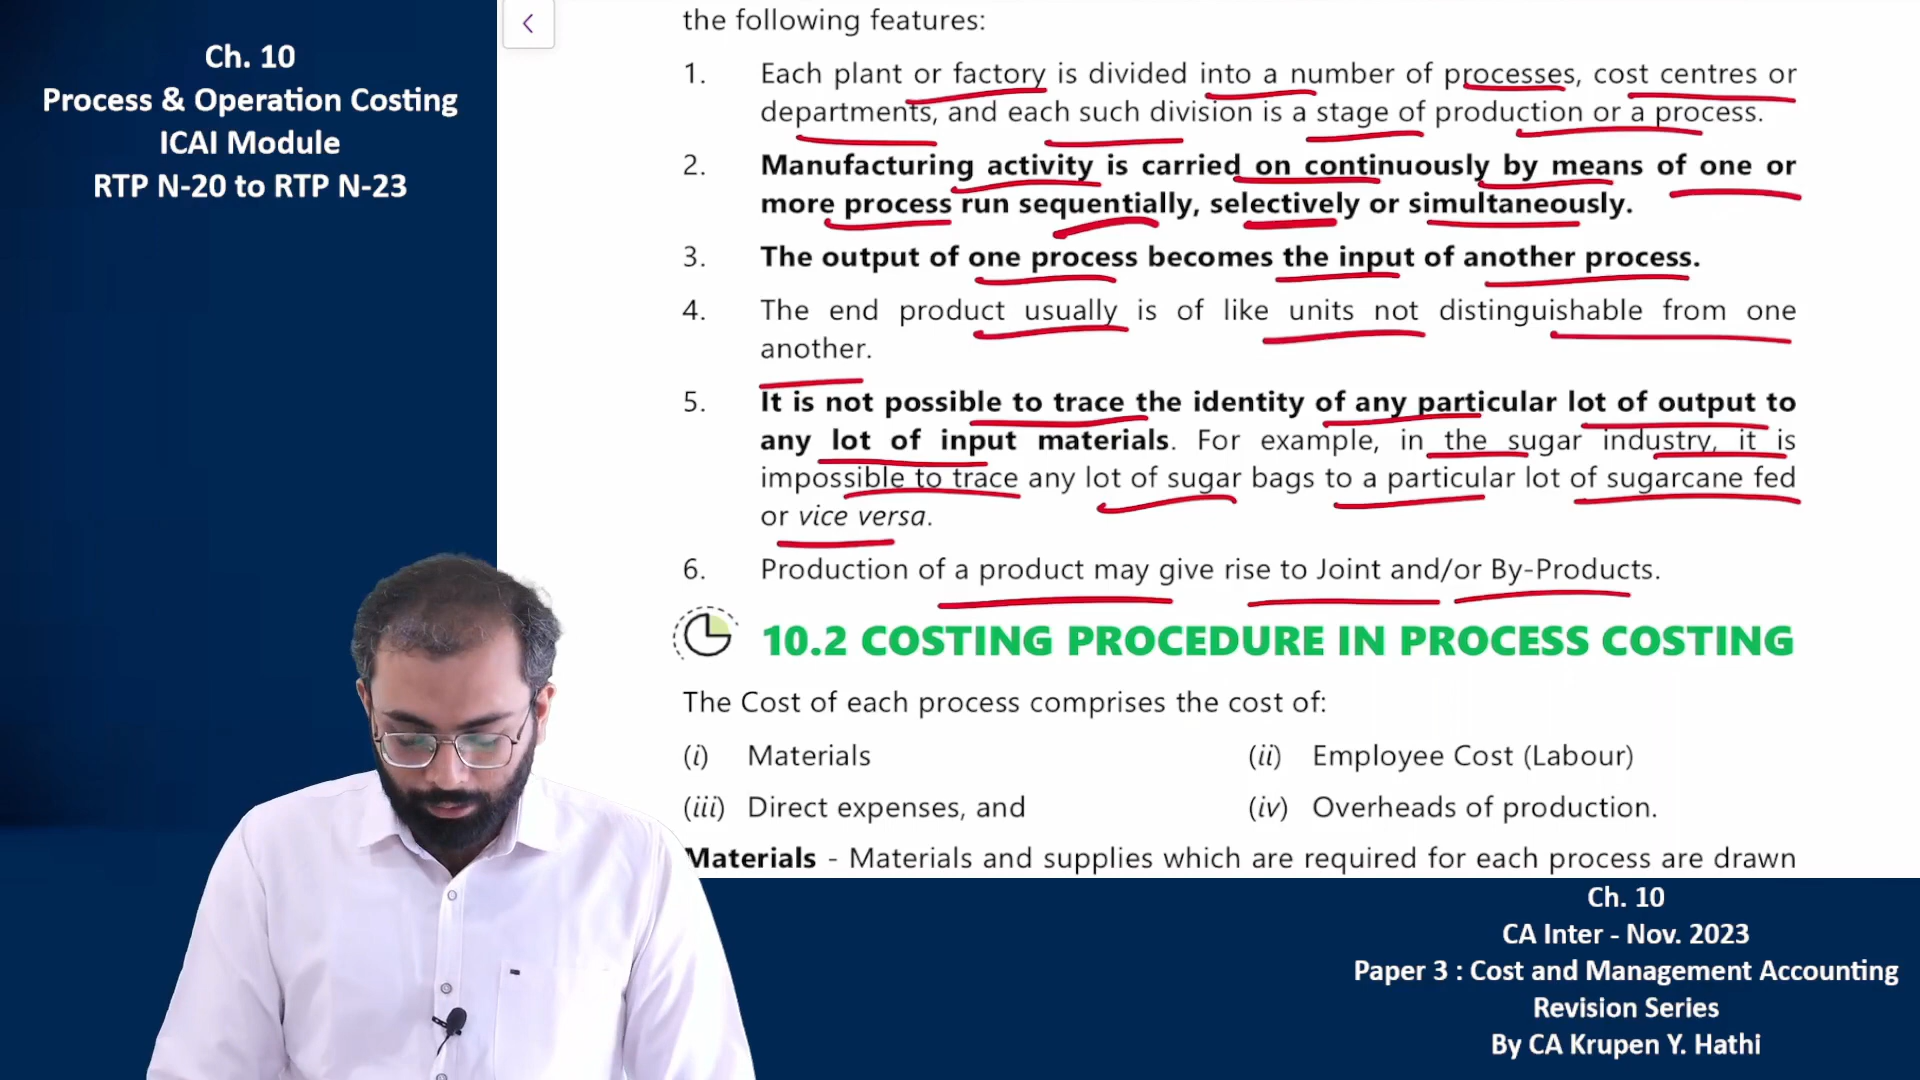 Ch. 10
Process & Operation Costing
ICAI Module
RTP N-20 to RTP N-23
the following features:
1. Each plant or factory is divided into a number of processes, cost centres or
departments, and each such division is a stage of production or a process.
2. Manufacturing activity is carried on continuously by means of one or
more process run sequentially, selectively or simultaneously.
3. The output of one process becomes the input of another process.
4. The end product usually is of like units not distinguishable from one
another.
5. It is not possible to trace the identity of any particular lot of output to
any lot of input materials. For example, in the sugar industry, it is
impossible to trace any lot of sugar bags to a particular lot of sugarcane fed
or vice versa.
6. Production of a product may give rise to Joint and/or By-Products.
10.2 COSTING PROCEDURE IN PROCESS COSTING
The Cost of each process comprises the cost of:
(i) Materials (ii) Employee Cost (Labour)
(iii) Direct expenses, and (iv) Overheads of production.
Materials - Materials and supplies which are required for each process are drawn
Ch. 10
CA Inter - Nov. 2023
Paper 3 : Cost and Management Accounting
Revision Series
By CA Krupen Y. Hathi